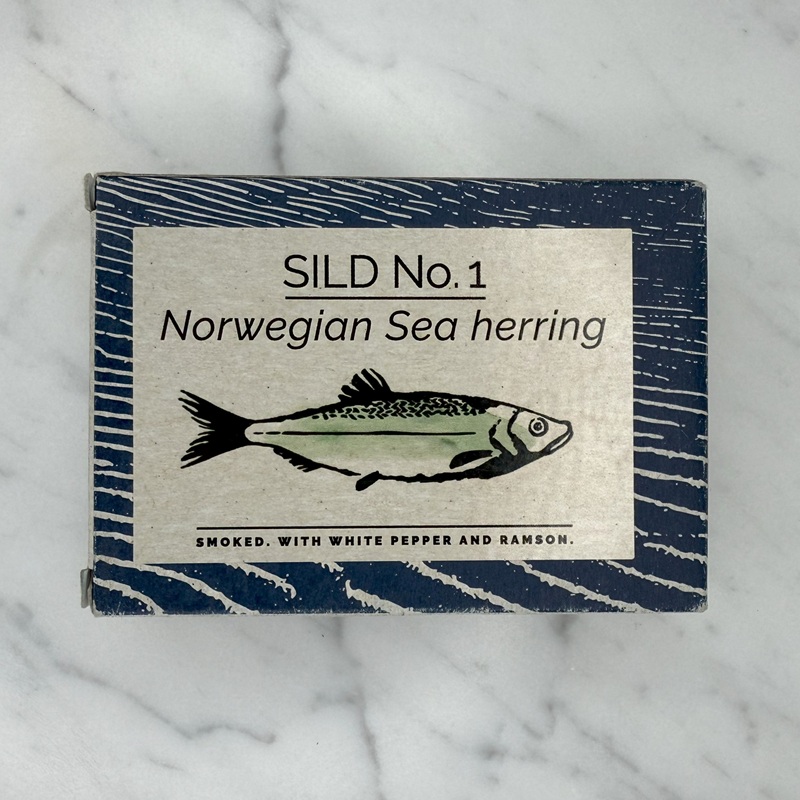 SILD No. 1
Norwegian Sea herring
SMOKED. WITH WHITE PEPPER AND RAMSON.